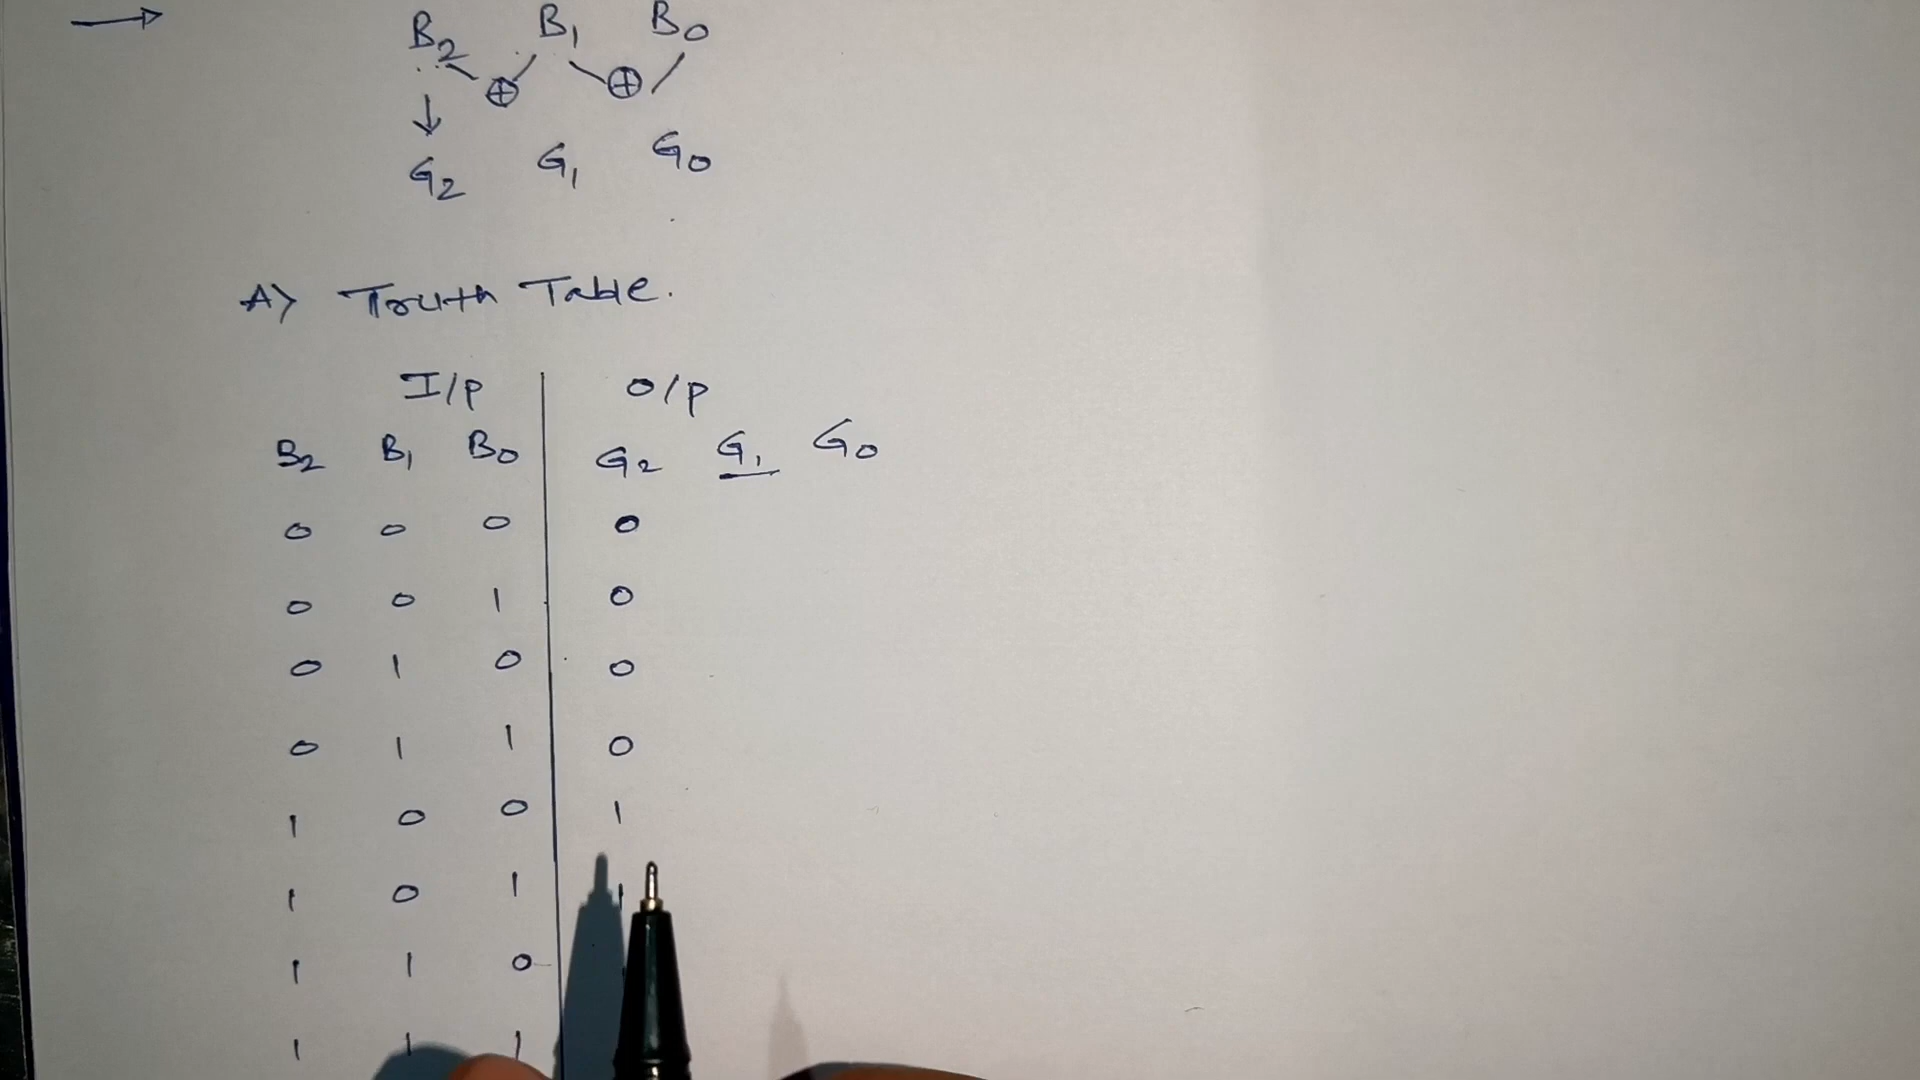 → B2 B1 B0
⊕ ⊕
↓
G2 G1 G0
A) Truth Table.
I/P O/P
B2 B1 B0 G2 G1 G0
0 0 0 0
0 0 1 0
0 1 0 0
0 1 1 0
1 0 0 1
1 0 1 1
1 1 0
1 1 1